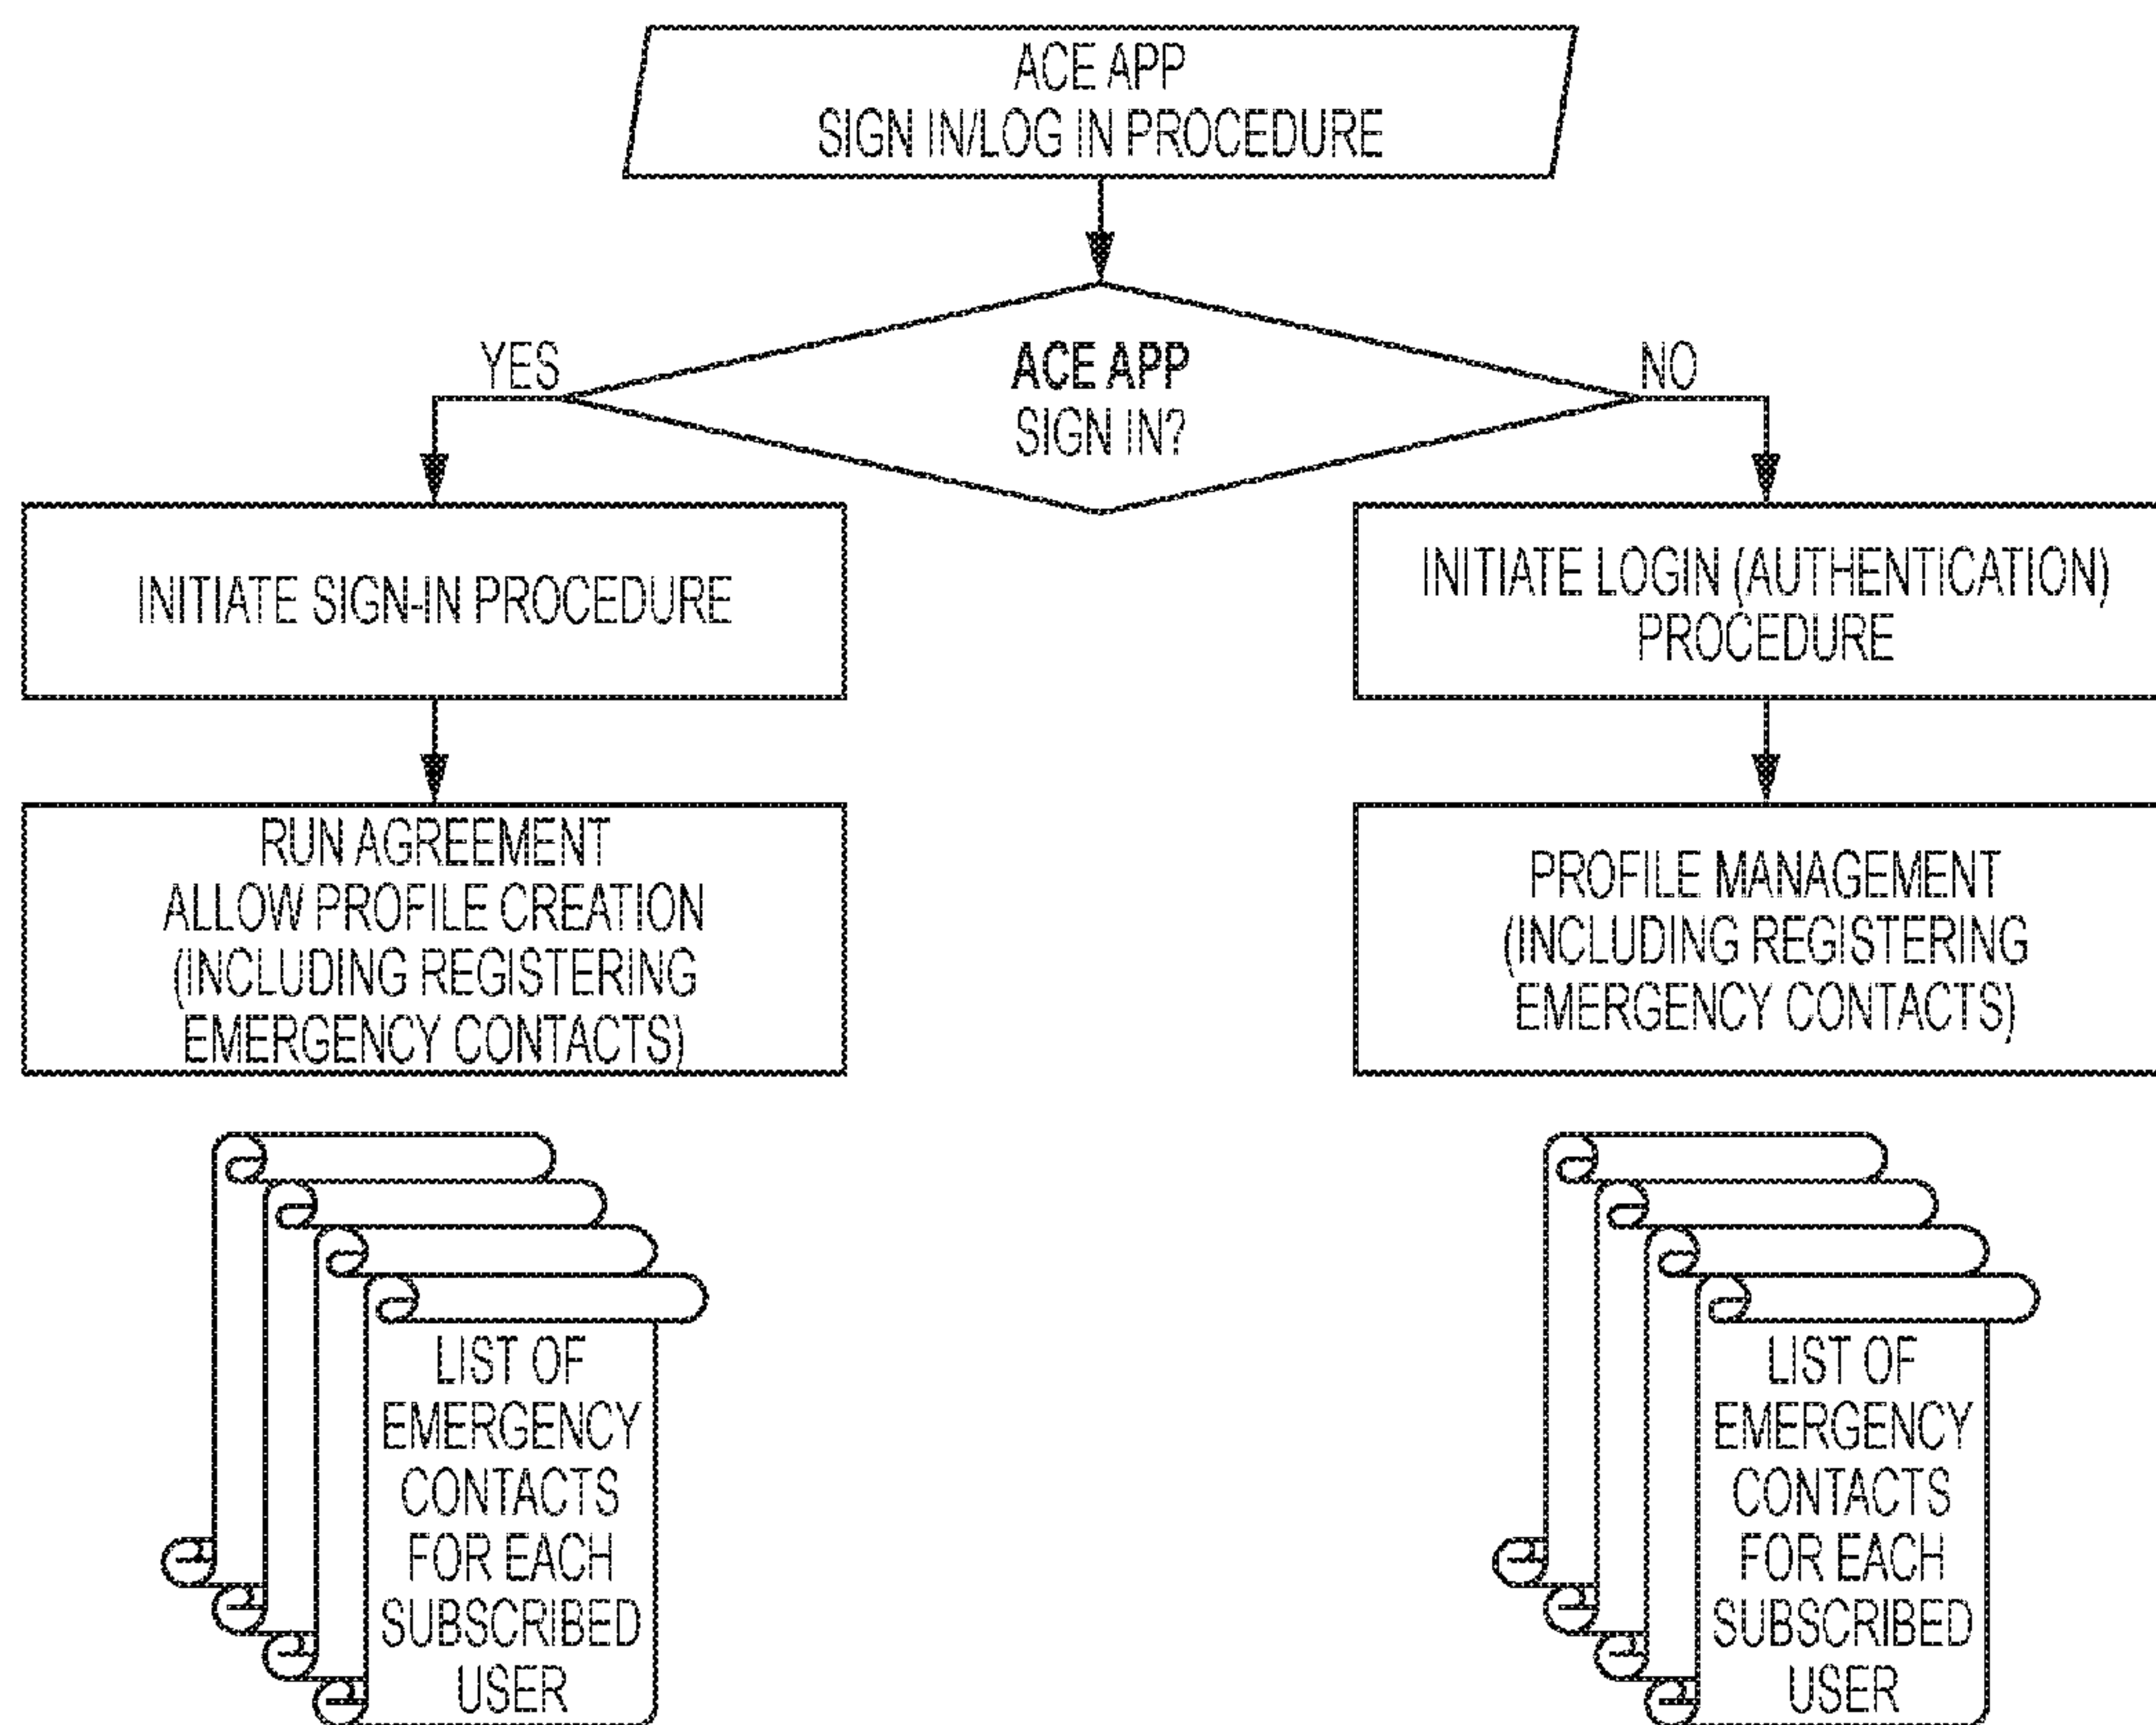 ACE APP
SIGN IN/LOG IN PROCEDURE
YES
ACE APP
SIGN IN?
NO
INITIATE SIGN-IN PROCEDURE
INITIATE LOGIN (AUTHENTICATION)
PROCEDURE
RUN AGREEMENT
ALLOW PROFILE CREATION
(INCLUDING REGISTERING
EMERGENCY CONTACTS)
PROFILE MANAGEMENT
(INCLUDING REGISTERING
EMERGENCY CONTACTS)
LIST OF
EMERGENCY
CONTACTS
FOR EACH
SUBSCRIBED
USER
LIST OF
EMERGENCY
CONTACTS
FOR EACH
SUBSCRIBED
USER